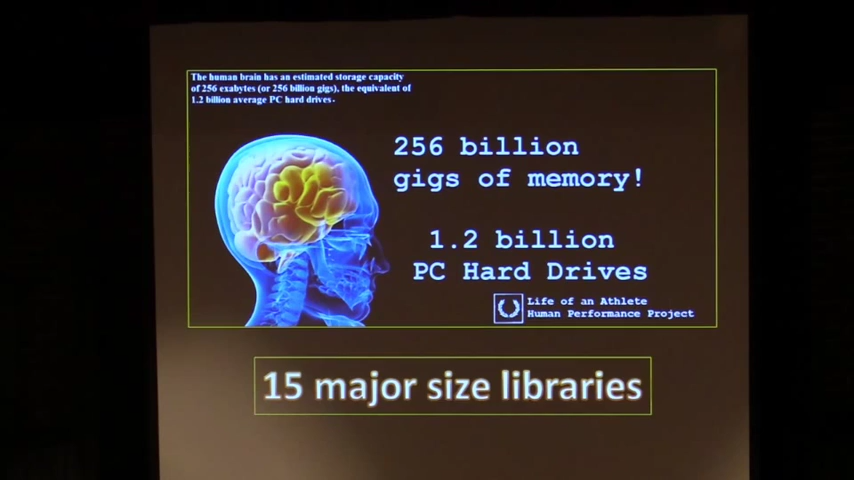 The human brain has an estimated storage capacity
of 256 exabytes (or 256 billion gigs), the equivalent of
1.2 billion average PC hard drives.
256 billion
gigs of memory!
1.2 billion
PC Hard Drives
Life of an Athlete
Human Performance Project
15 major size libraries